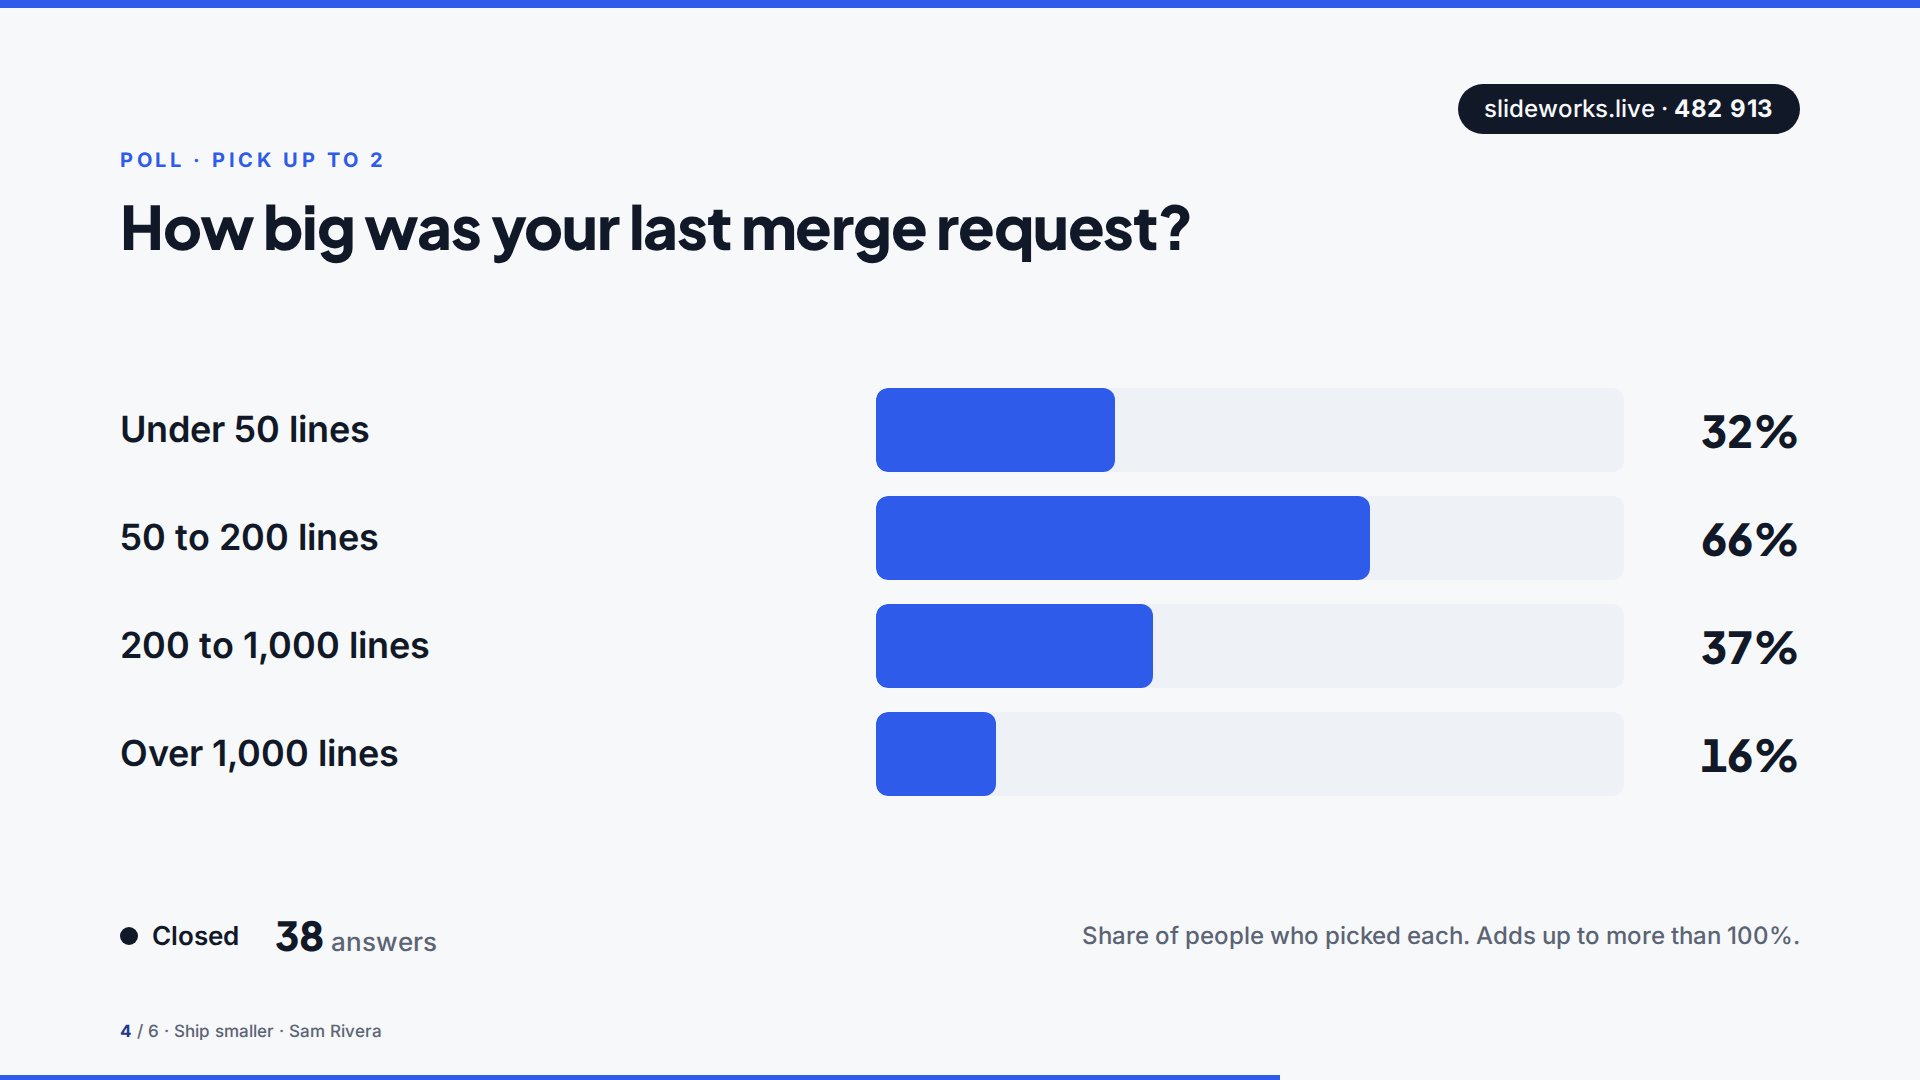 slideworks.live · 482 913
POLL · PICK UP TO 2
How big was your last merge request?
Under 50 lines 32%
50 to 200 lines 66%
200 to 1,000 lines 37%
Over 1,000 lines 16%
Closed 38 answers Share of people who picked each. Adds up to more than 100%.
4 / 6 · Ship smaller · Sam Rivera